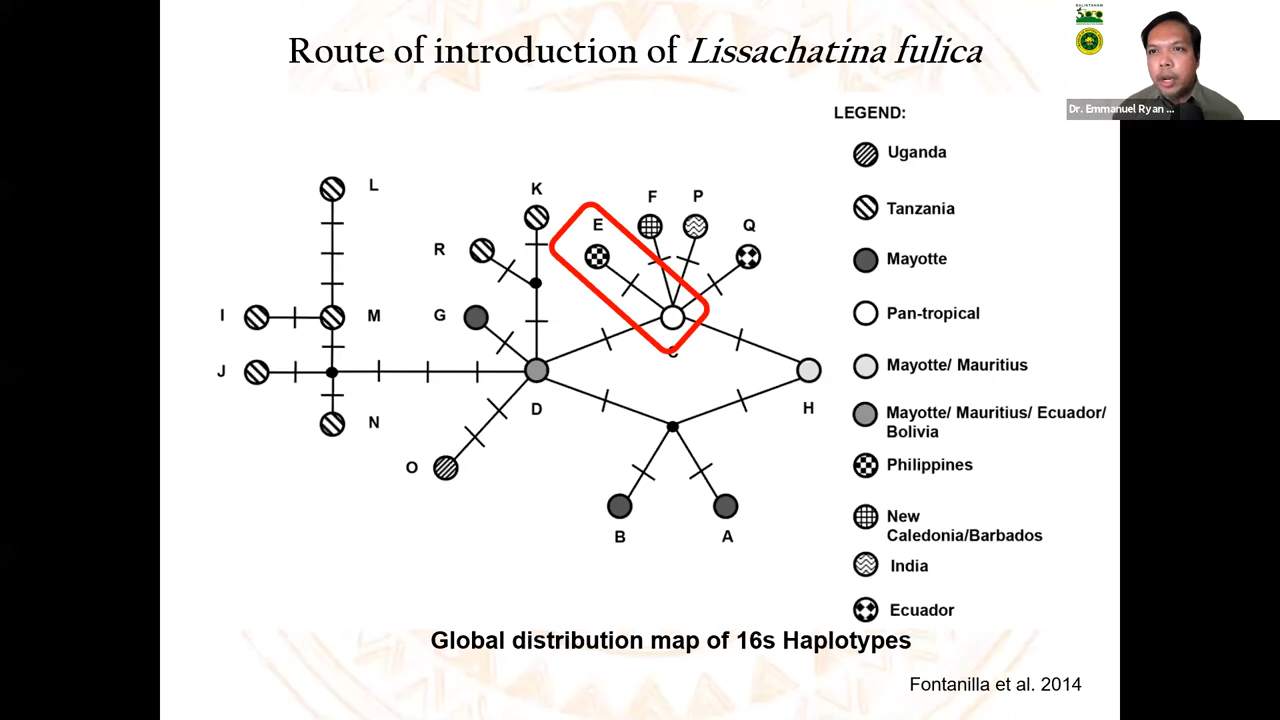 Route of introduction of Lissachatina fulica
Dr. Emmanuel Ryan ...
LEGEND:
Uganda
Tanzania
Mayotte
Pan-tropical
Mayotte/ Mauritius
Mayotte/ Mauritius/ Ecuador/
Bolivia
Philippines
New
Caledonia/Barbados
India
Ecuador
L
K
F
P
E
Q
R
I
M
G
C
J
D
H
N
O
B
A
Global distribution map of 16s Haplotypes
Fontanilla et al. 2014